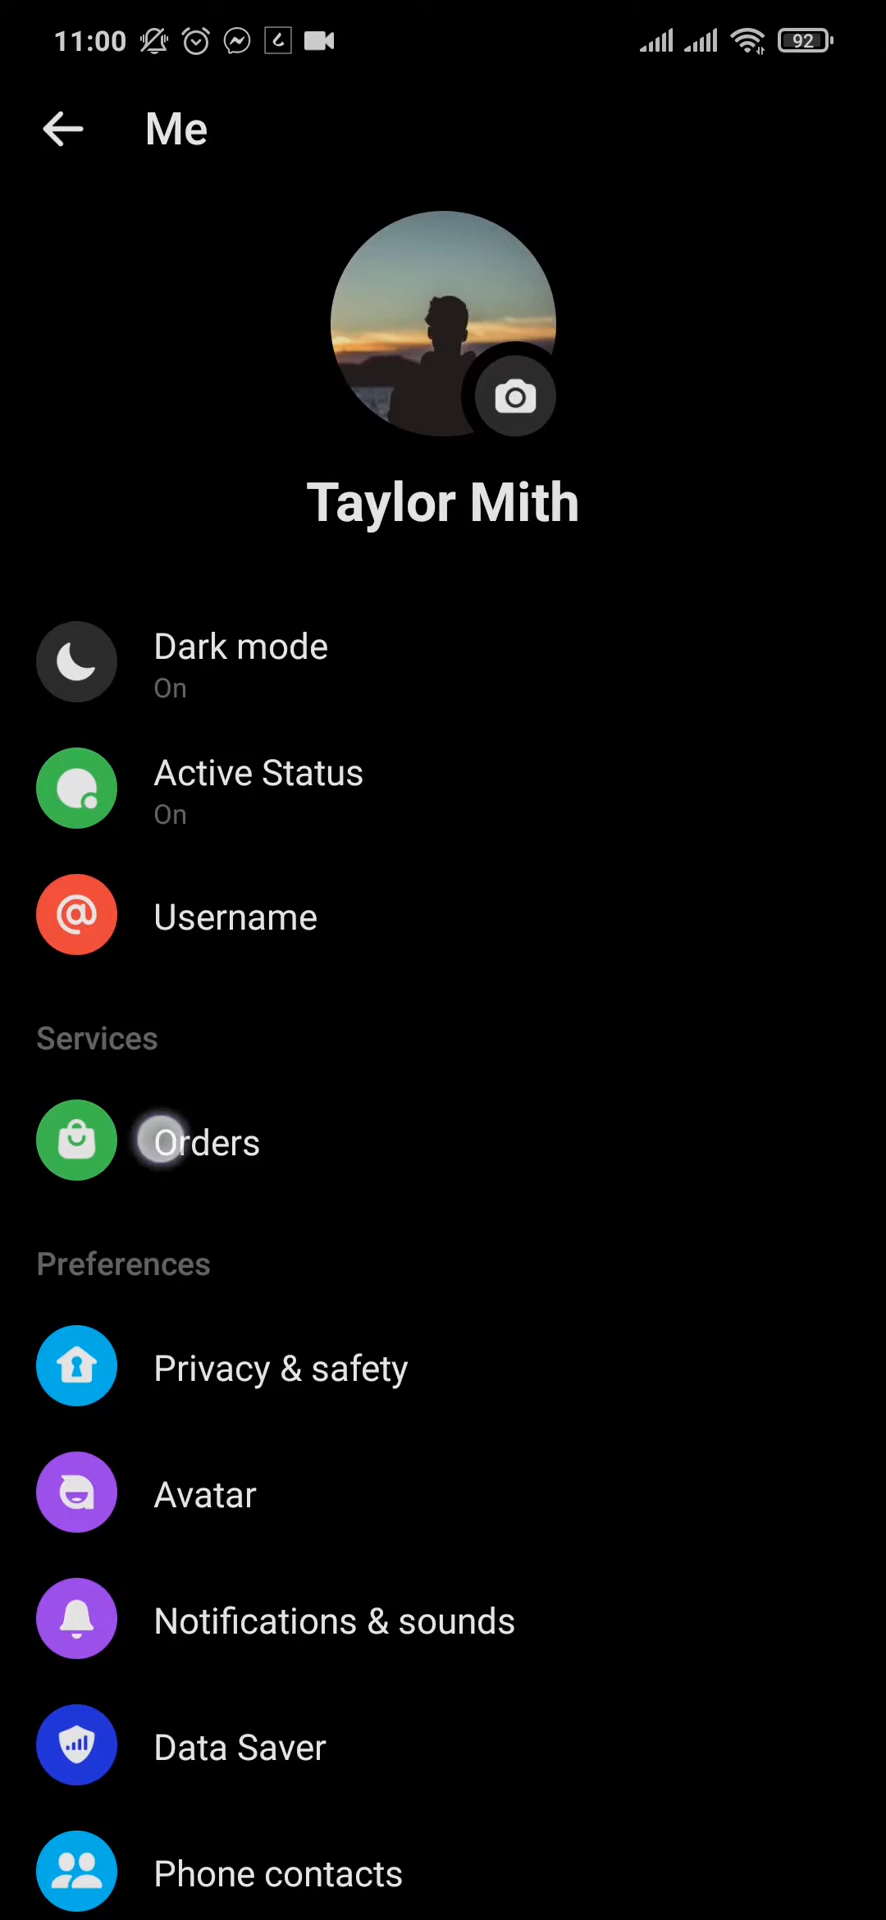 11:00
92
Me
Taylor Mith
Dark mode
On
Active Status
On
@
Username
Services
Orders
Preferences
Privacy & safety
Avatar
Notifications & sounds
Data Saver
Phone contacts